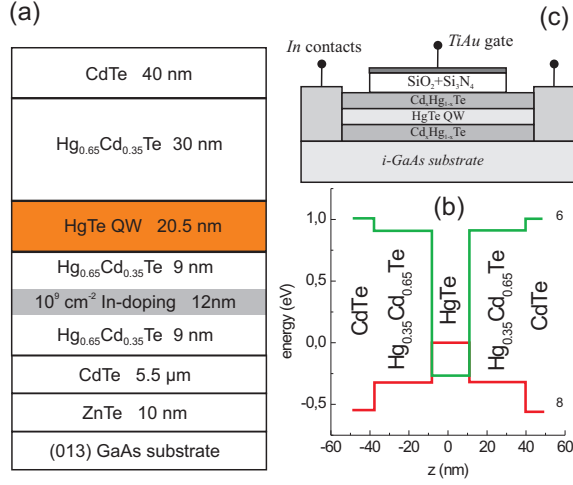 (a)
CdTe 40 nm
Hg0.65Cd0.35Te 30 nm
HgTe QW 20.5 nm
Hg0.65Cd0.35Te 9 nm
10^9 cm^-2 In-doping 12nm
Hg0.65Cd0.35Te 9 nm
CdTe 5.5 µm
ZnTe 10 nm
(013) GaAs substrate
(c)
In contacts
TiAu gate
SiO2+Si3N4
CdxHg1-xTe
HgTe QW
CdxHg1-xTe
i-GaAs substrate
(b)
energy (eV)
1,0
0,5
0,0
-0,5
CdTe
Hg0.35Cd0.65Te
HgTe
Hg0.35Cd0.65Te
CdTe
6
8
-60 -40 -20 0 20 40 60
z (nm)